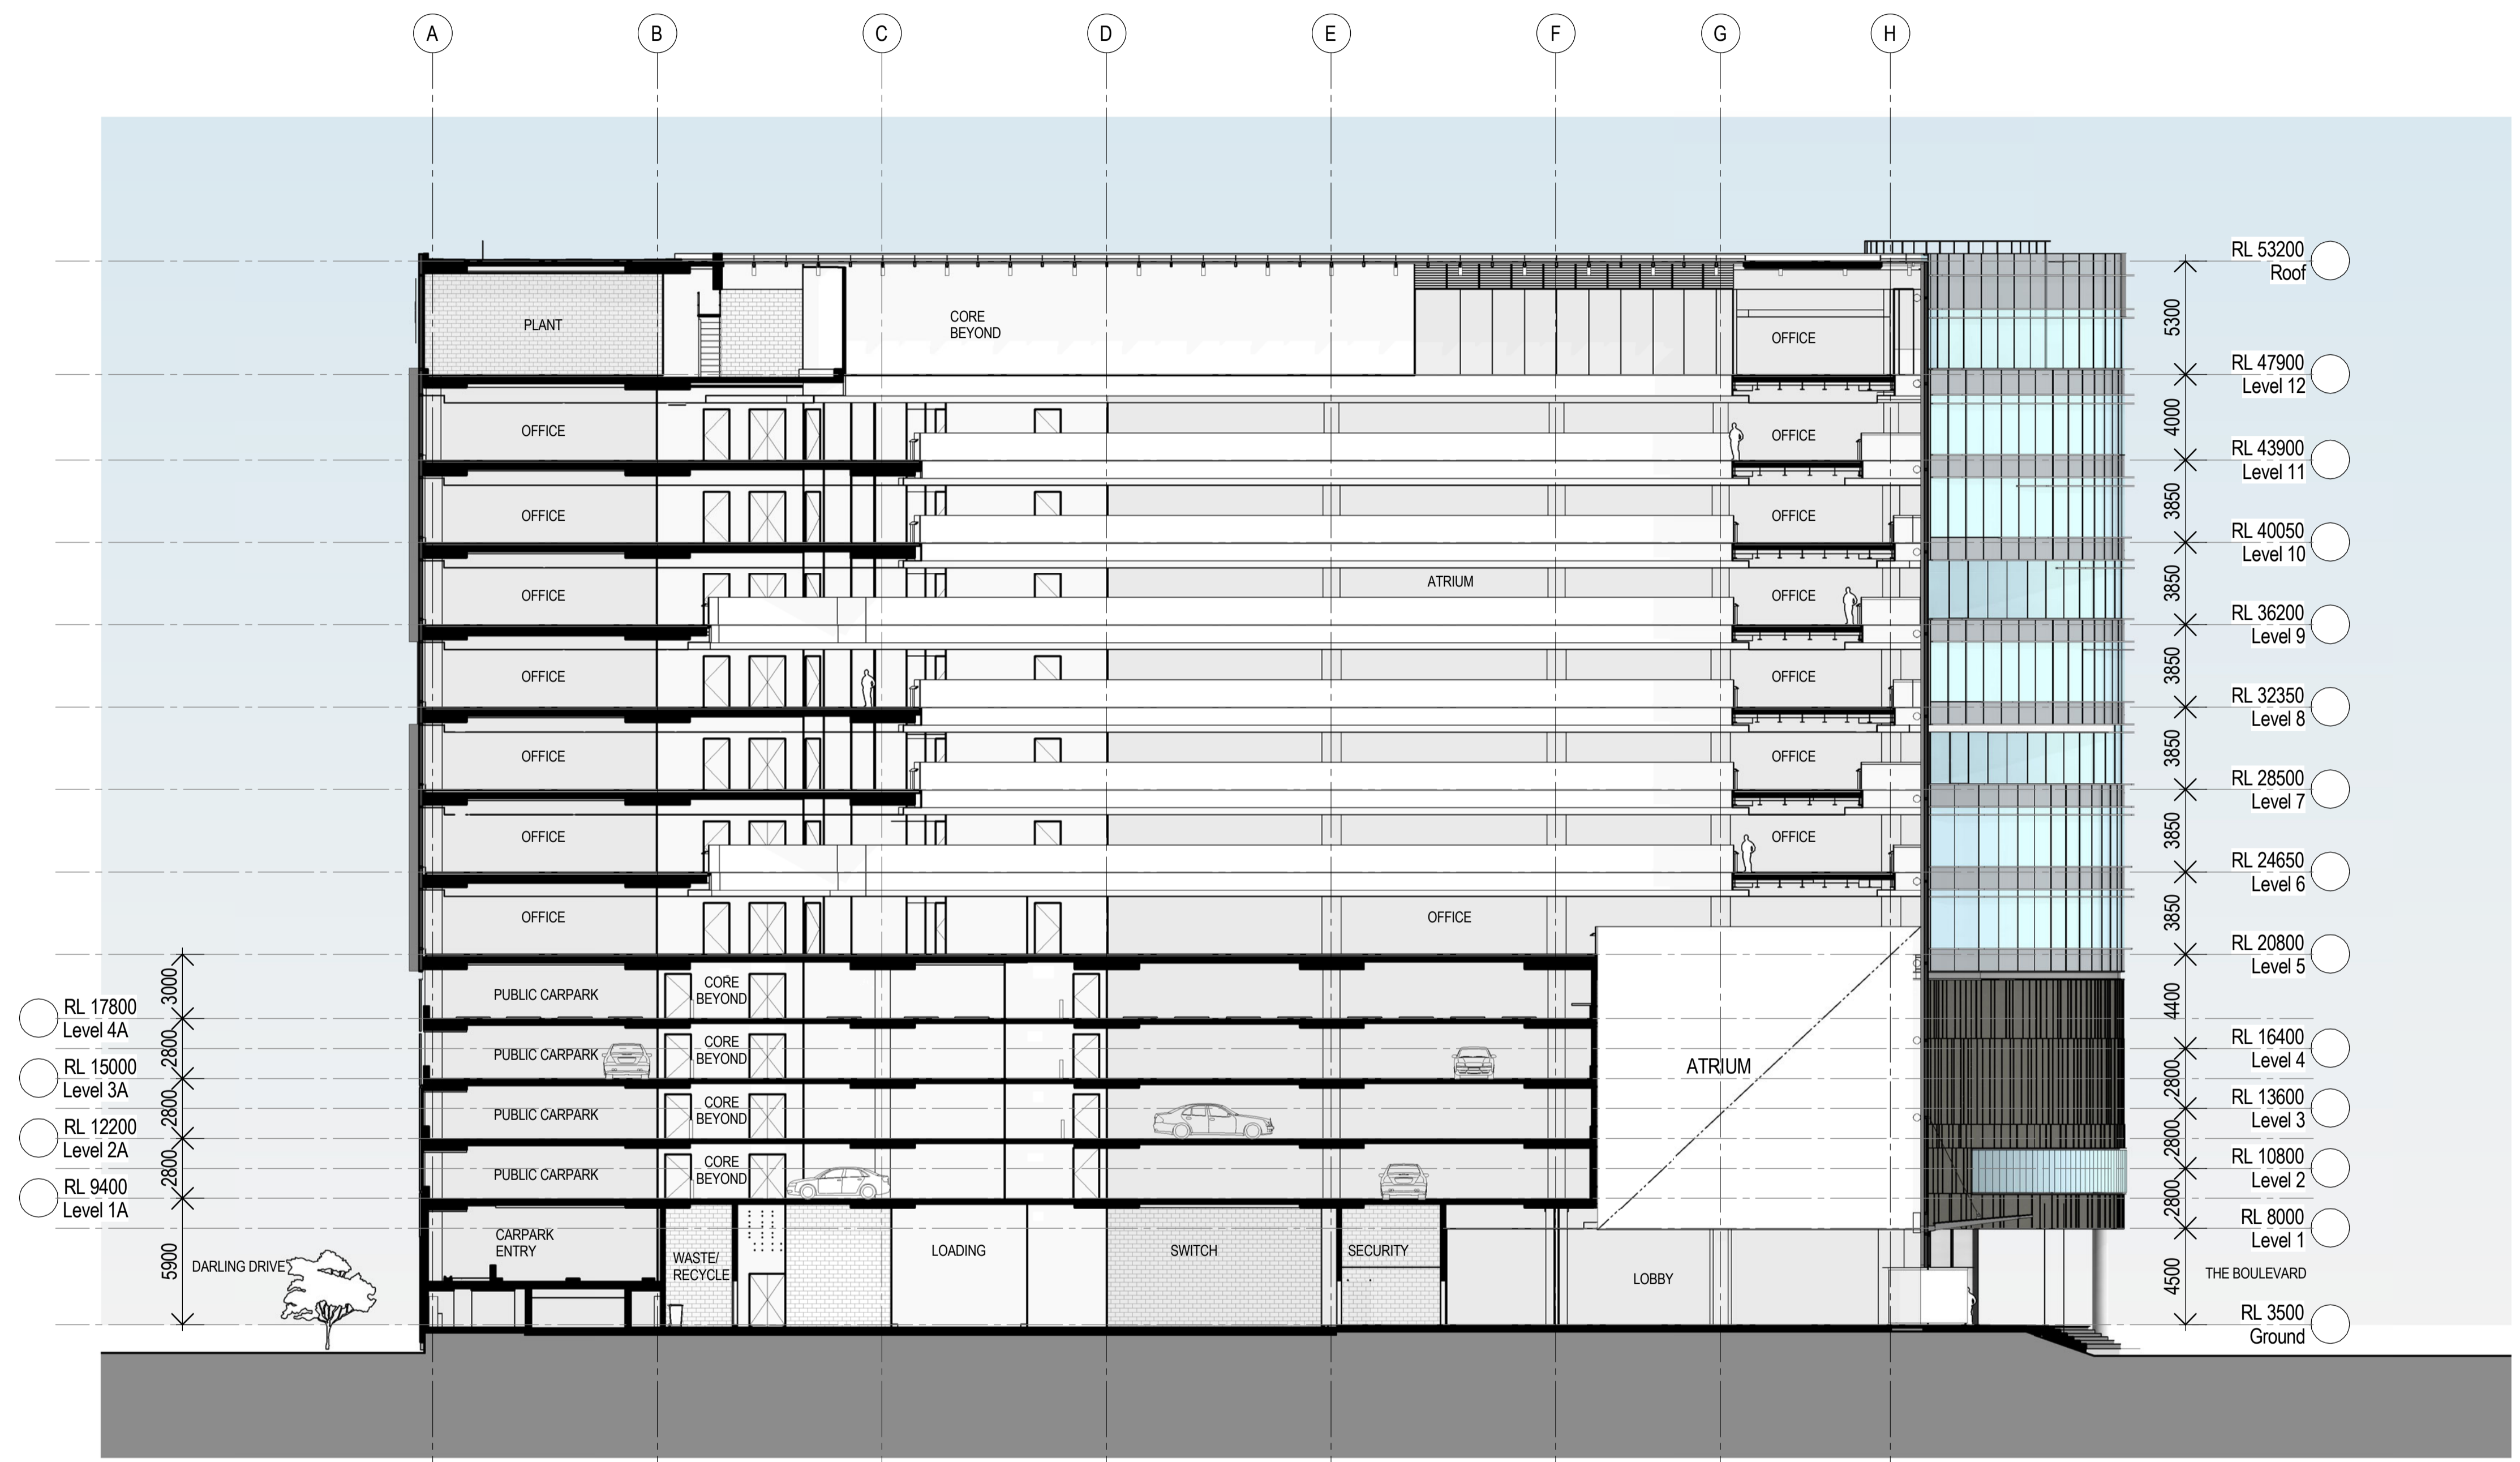 A B C D E F G H
RL 53200
Roof
5300
PLANT
CORE
BEYOND
OFFICE
RL 47900
Level 12
4000
OFFICE
OFFICE
RL 43900
Level 11
3850
OFFICE
OFFICE
RL 40050
Level 10
3850
OFFICE
ATRIUM
OFFICE
RL 36200
Level 9
3850
OFFICE
OFFICE
RL 32350
Level 8
3850
OFFICE
OFFICE
RL 28500
Level 7
3850
OFFICE
OFFICE
RL 24650
Level 6
3850
OFFICE
OFFICE
RL 20800
Level 5
3000
PUBLIC CARPARK
CORE
BEYOND
4400
RL 17800
Level 4A
RL 16400
Level 4
2800
PUBLIC CARPARK
CORE
BEYOND
ATRIUM
2800
RL 15000
Level 3A
RL 13600
Level 3
2800
PUBLIC CARPARK
CORE
BEYOND
2800
RL 12200
Level 2A
RL 10800
Level 2
2800
PUBLIC CARPARK
CORE
BEYOND
2800
RL 9400
Level 1A
RL 8000
Level 1
5900
DARLING DRIVE
CARPARK
ENTRY
WASTE/
RECYCLE
LOADING
SWITCH
SECURITY
LOBBY
4500
THE BOULEVARD
RL 3500
Ground